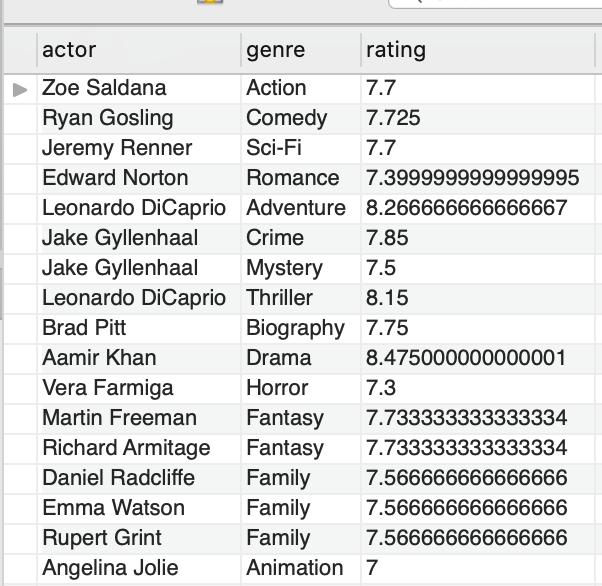 actor genre rating
Zoe Saldana Action 7.7
Ryan Gosling Comedy 7.725
Jeremy Renner Sci-Fi 7.7
Edward Norton Romance 7.3999999999999995
Leonardo DiCaprio Adventure 8.266666666666667
Jake Gyllenhaal Crime 7.85
Jake Gyllenhaal Mystery 7.5
Leonardo DiCaprio Thriller 8.15
Brad Pitt Biography 7.75
Aamir Khan Drama 8.475000000000001
Vera Farmiga Horror 7.3
Martin Freeman Fantasy 7.733333333333334
Richard Armitage Fantasy 7.733333333333334
Daniel Radcliffe Family 7.566666666666666
Emma Watson Family 7.566666666666666
Rupert Grint Family 7.566666666666666
Angelina Jolie Animation 7